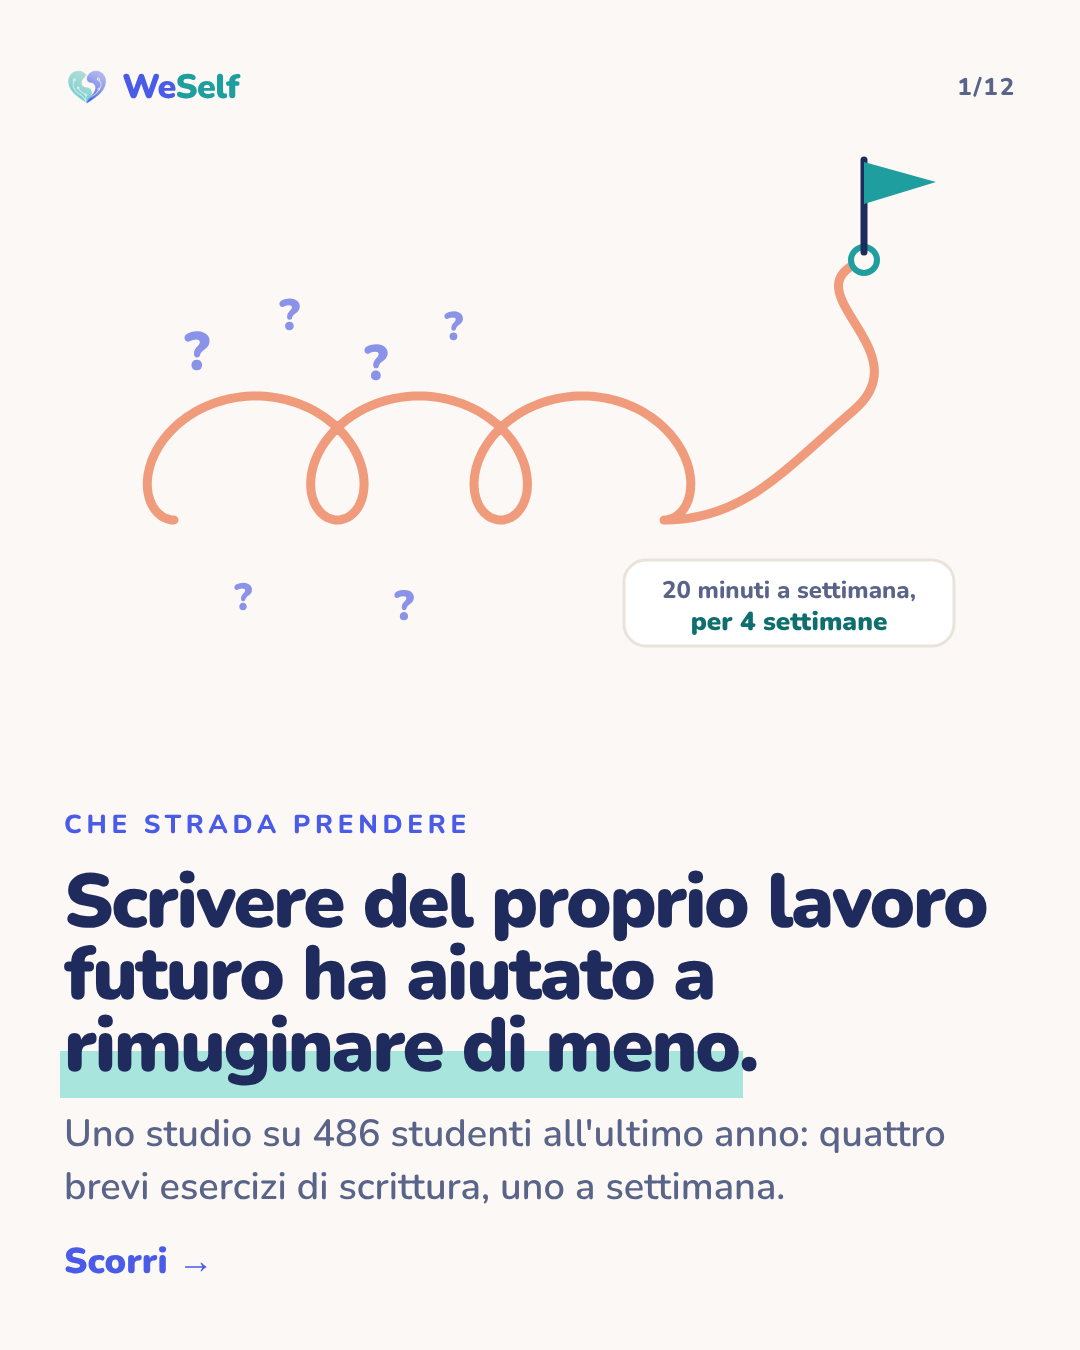 WeSelf
1/12
?
?
?
?
?
?
20 minuti a settimana,
per 4 settimane
CHE STRADA PRENDERE
Scrivere del proprio lavoro
futuro ha aiutato a
rimuginare di meno.
Uno studio su 486 studenti all'ultimo anno: quattro
brevi esercizi di scrittura, uno a settimana.
Scorri →